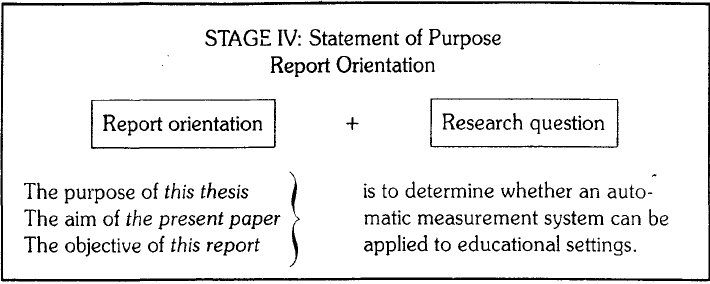 STAGE IV: Statement of Purpose
Report Orientation
Report orientation + Research question
The purpose of this thesis
The aim of the present paper
The objective of this report
is to determine whether an auto-
matic measurement system can be
applied to educational settings.